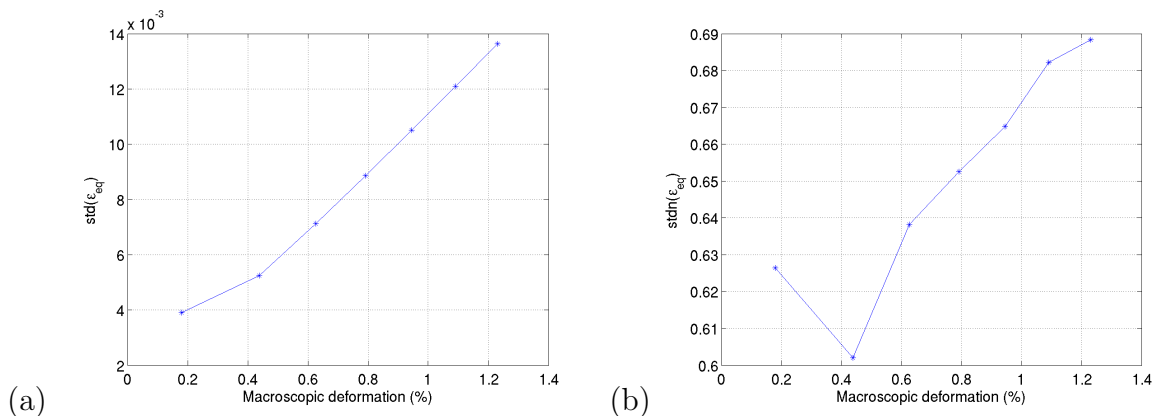 x 10⁻³
14
12
10
8
6
4
2
std(ε_eq)
0 0.2 0.4 0.6 0.8 1 1.2 1.4
Macroscopic deformation (%)
(a)
0.69
0.68
0.67
0.66
0.65
0.64
0.63
0.62
0.61
0.6
stdn(ε_eq)
0 0.2 0.4 0.6 0.8 1 1.2 1.4
Macroscopic deformation (%)
(b)